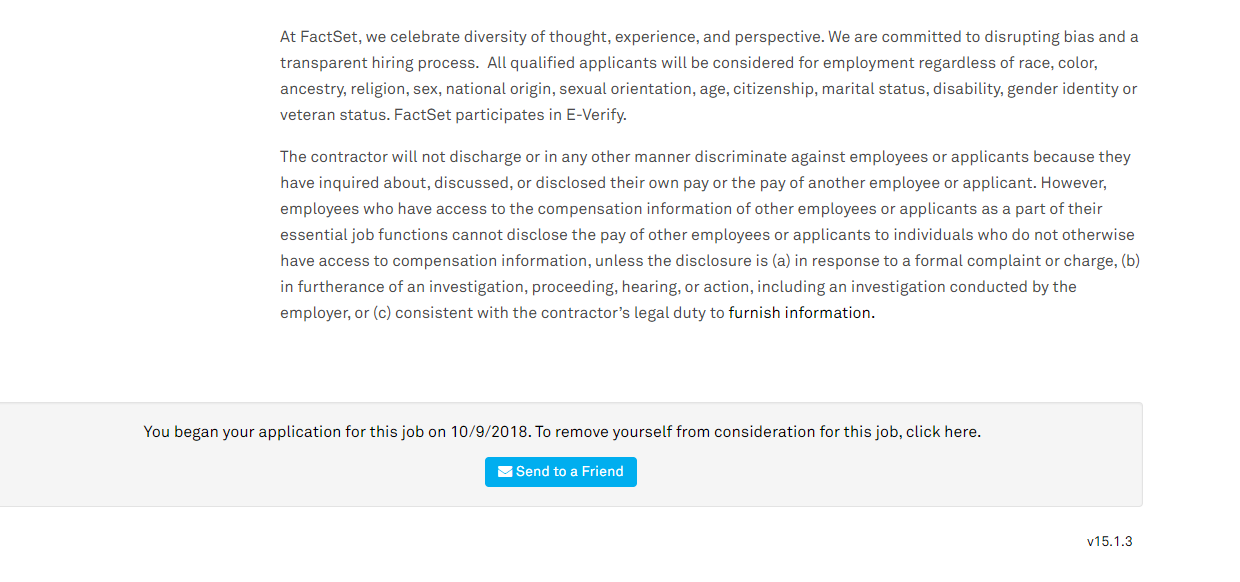 At FactSet, we celebrate diversity of thought, experience, and perspective. We are committed to disrupting bias and a
transparent hiring process.  All qualified applicants will be considered for employment regardless of race, color,
ancestry, religion, sex, national origin, sexual orientation, age, citizenship, marital status, disability, gender identity or
veteran status. FactSet participates in E-Verify.
The contractor will not discharge or in any other manner discriminate against employees or applicants because they
have inquired about, discussed, or disclosed their own pay or the pay of another employee or applicant. However,
employees who have access to the compensation information of other employees or applicants as a part of their
essential job functions cannot disclose the pay of other employees or applicants to individuals who do not otherwise
have access to compensation information, unless the disclosure is (a) in response to a formal complaint or charge, (b)
in furtherance of an investigation, proceeding, hearing, or action, including an investigation conducted by the
employer, or (c) consistent with the contractor’s legal duty to furnish information.
You began your application for this job on 10/9/2018. To remove yourself from consideration for this job, click here.
Send to a Friend
v15.1.3